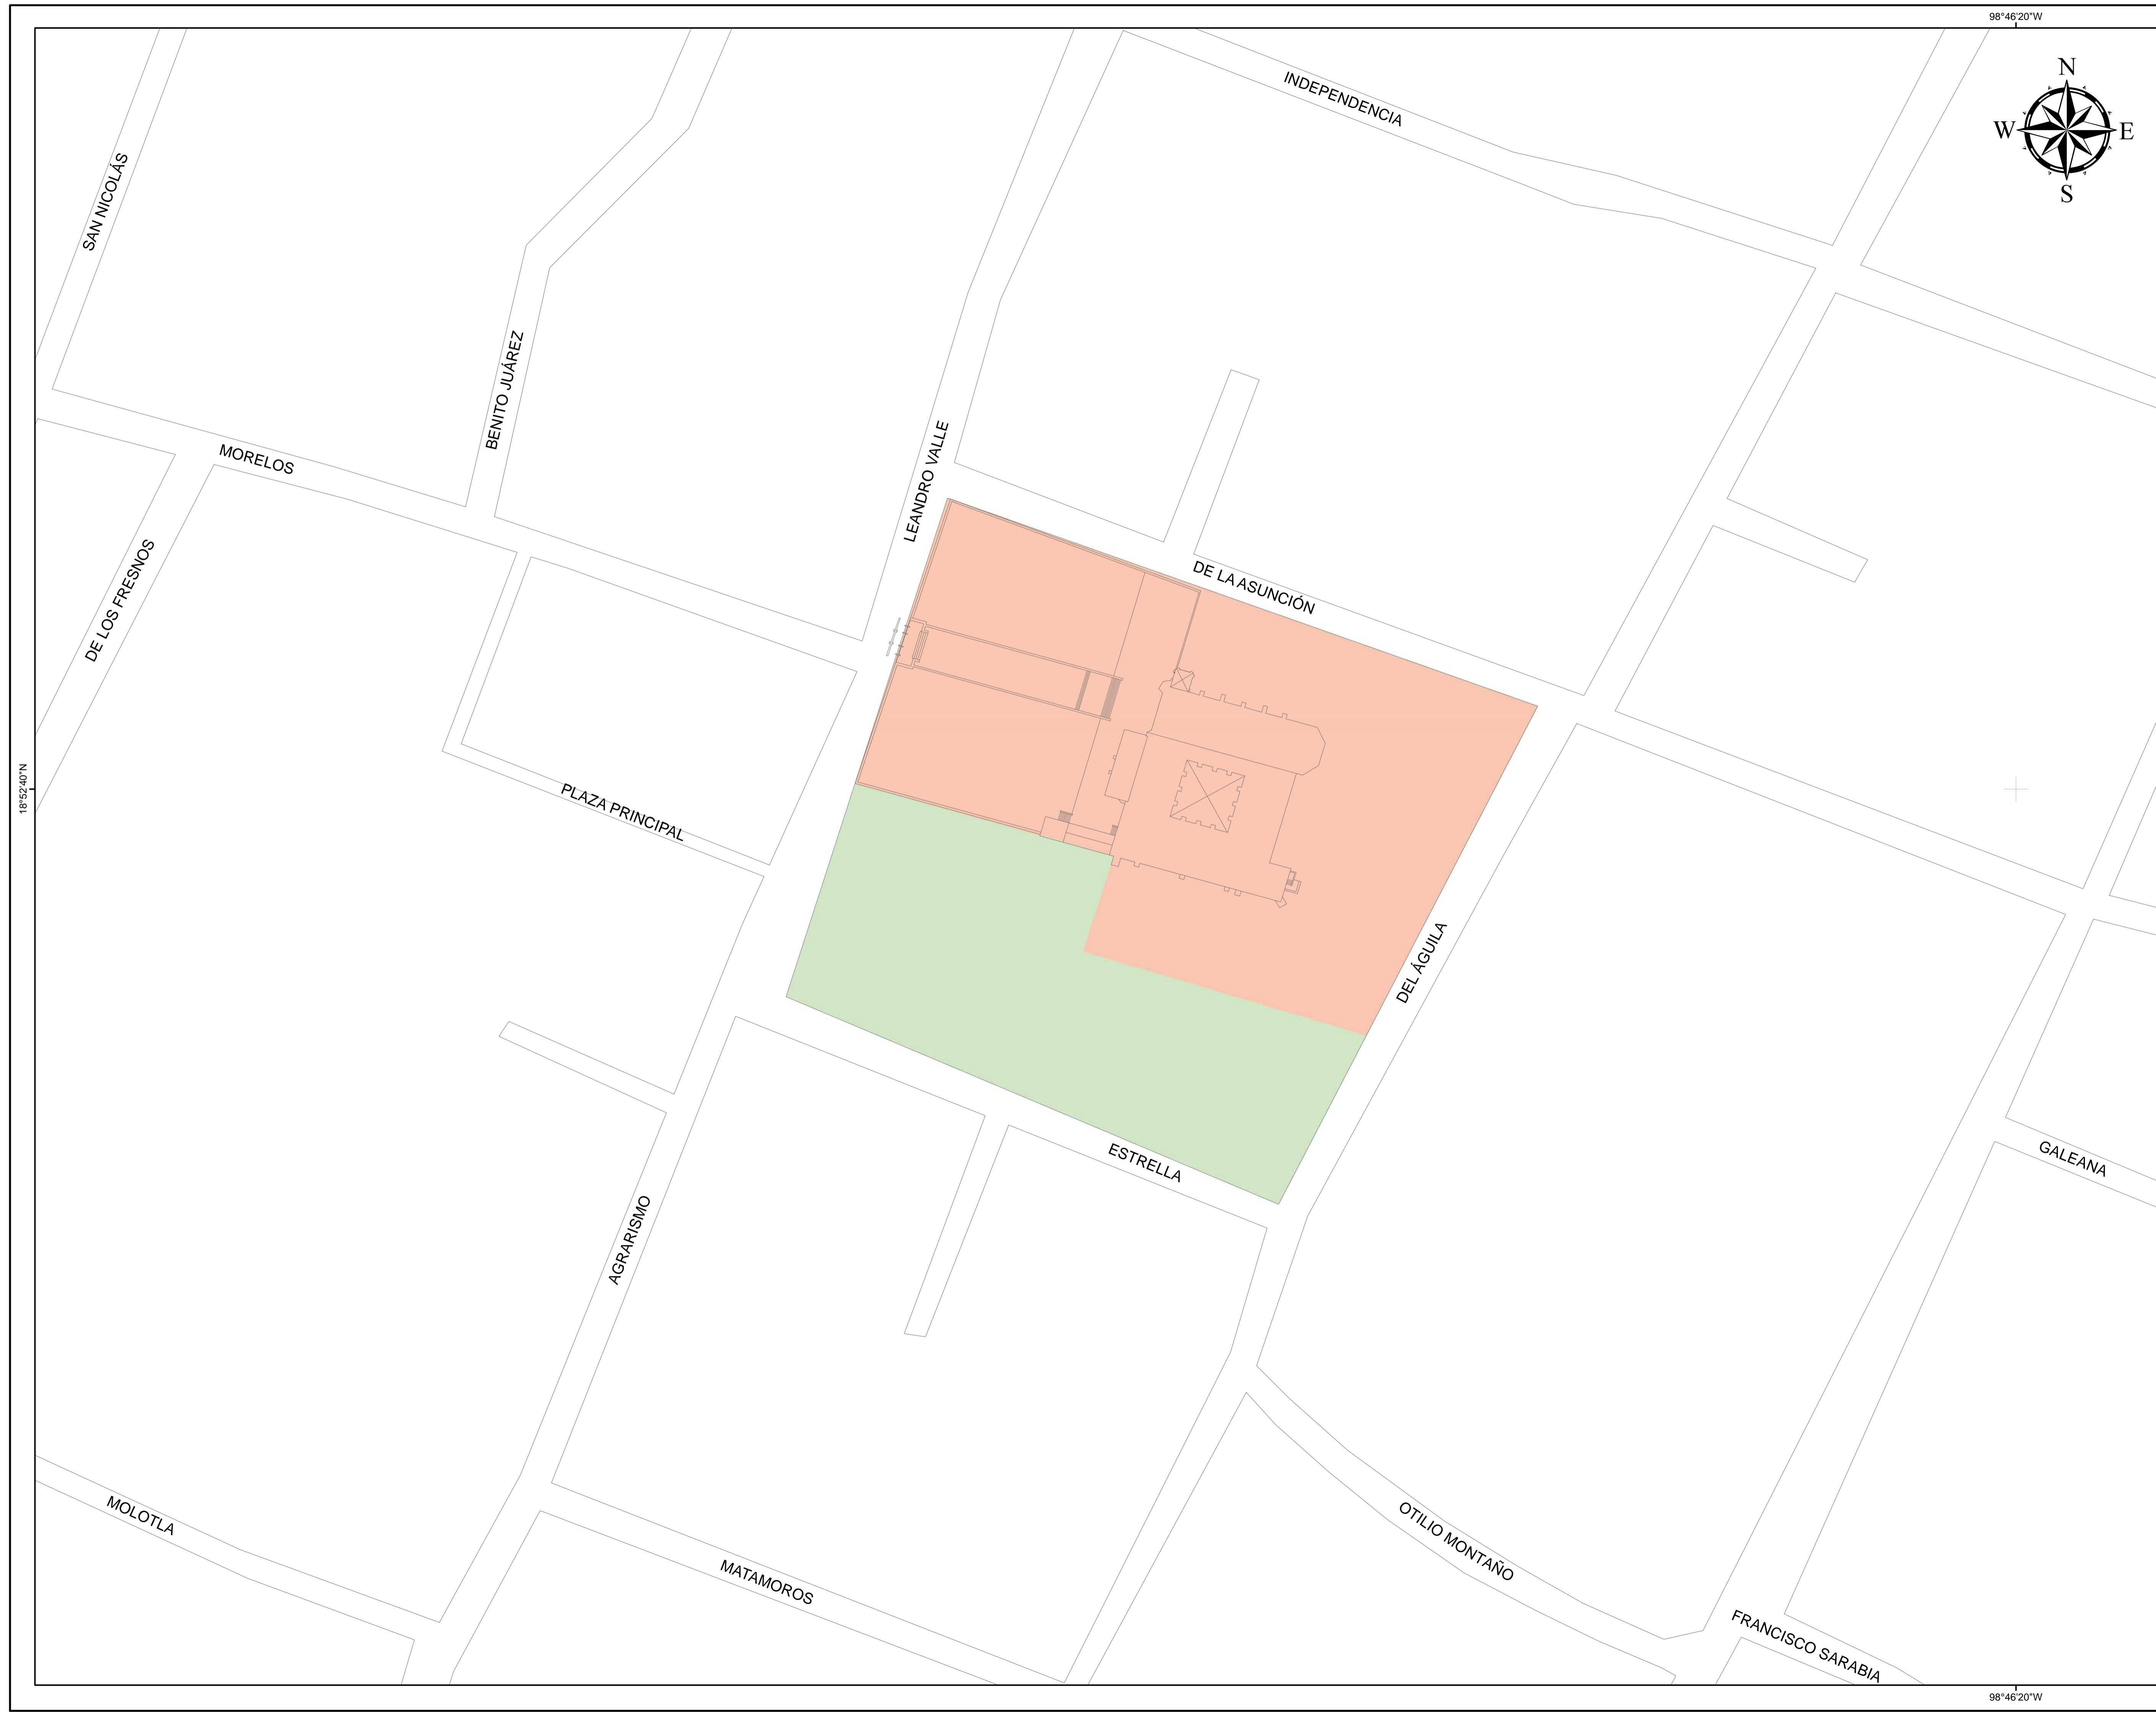 98°46'20"W
N
W
E
S
INDEPENDENCIA
SAN NICOLÁS
BENITO JUÁREZ
LEANDRO VALLE
MORELOS
DE LOS FRESNOS
DE LA ASUNCIÓN
18°52'40"N
PLAZA PRINCIPAL
DEL ÁGUILA
ESTRELLA
GALEANA
AGRARISMO
MOLOTLA
OTILIO MONTAÑO
MATAMOROS
FRANCISCO SARABIA
98°46'20"W